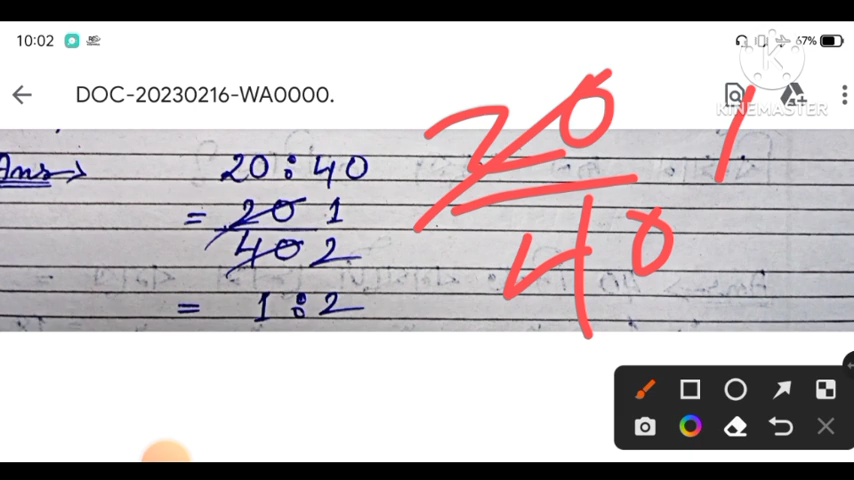 10:02
67%
DOC-20230216-WA0000.
KINEMASTER
Ans→ 20 : 40
= 20 1
40 2
= 1 : 2
20 1
40